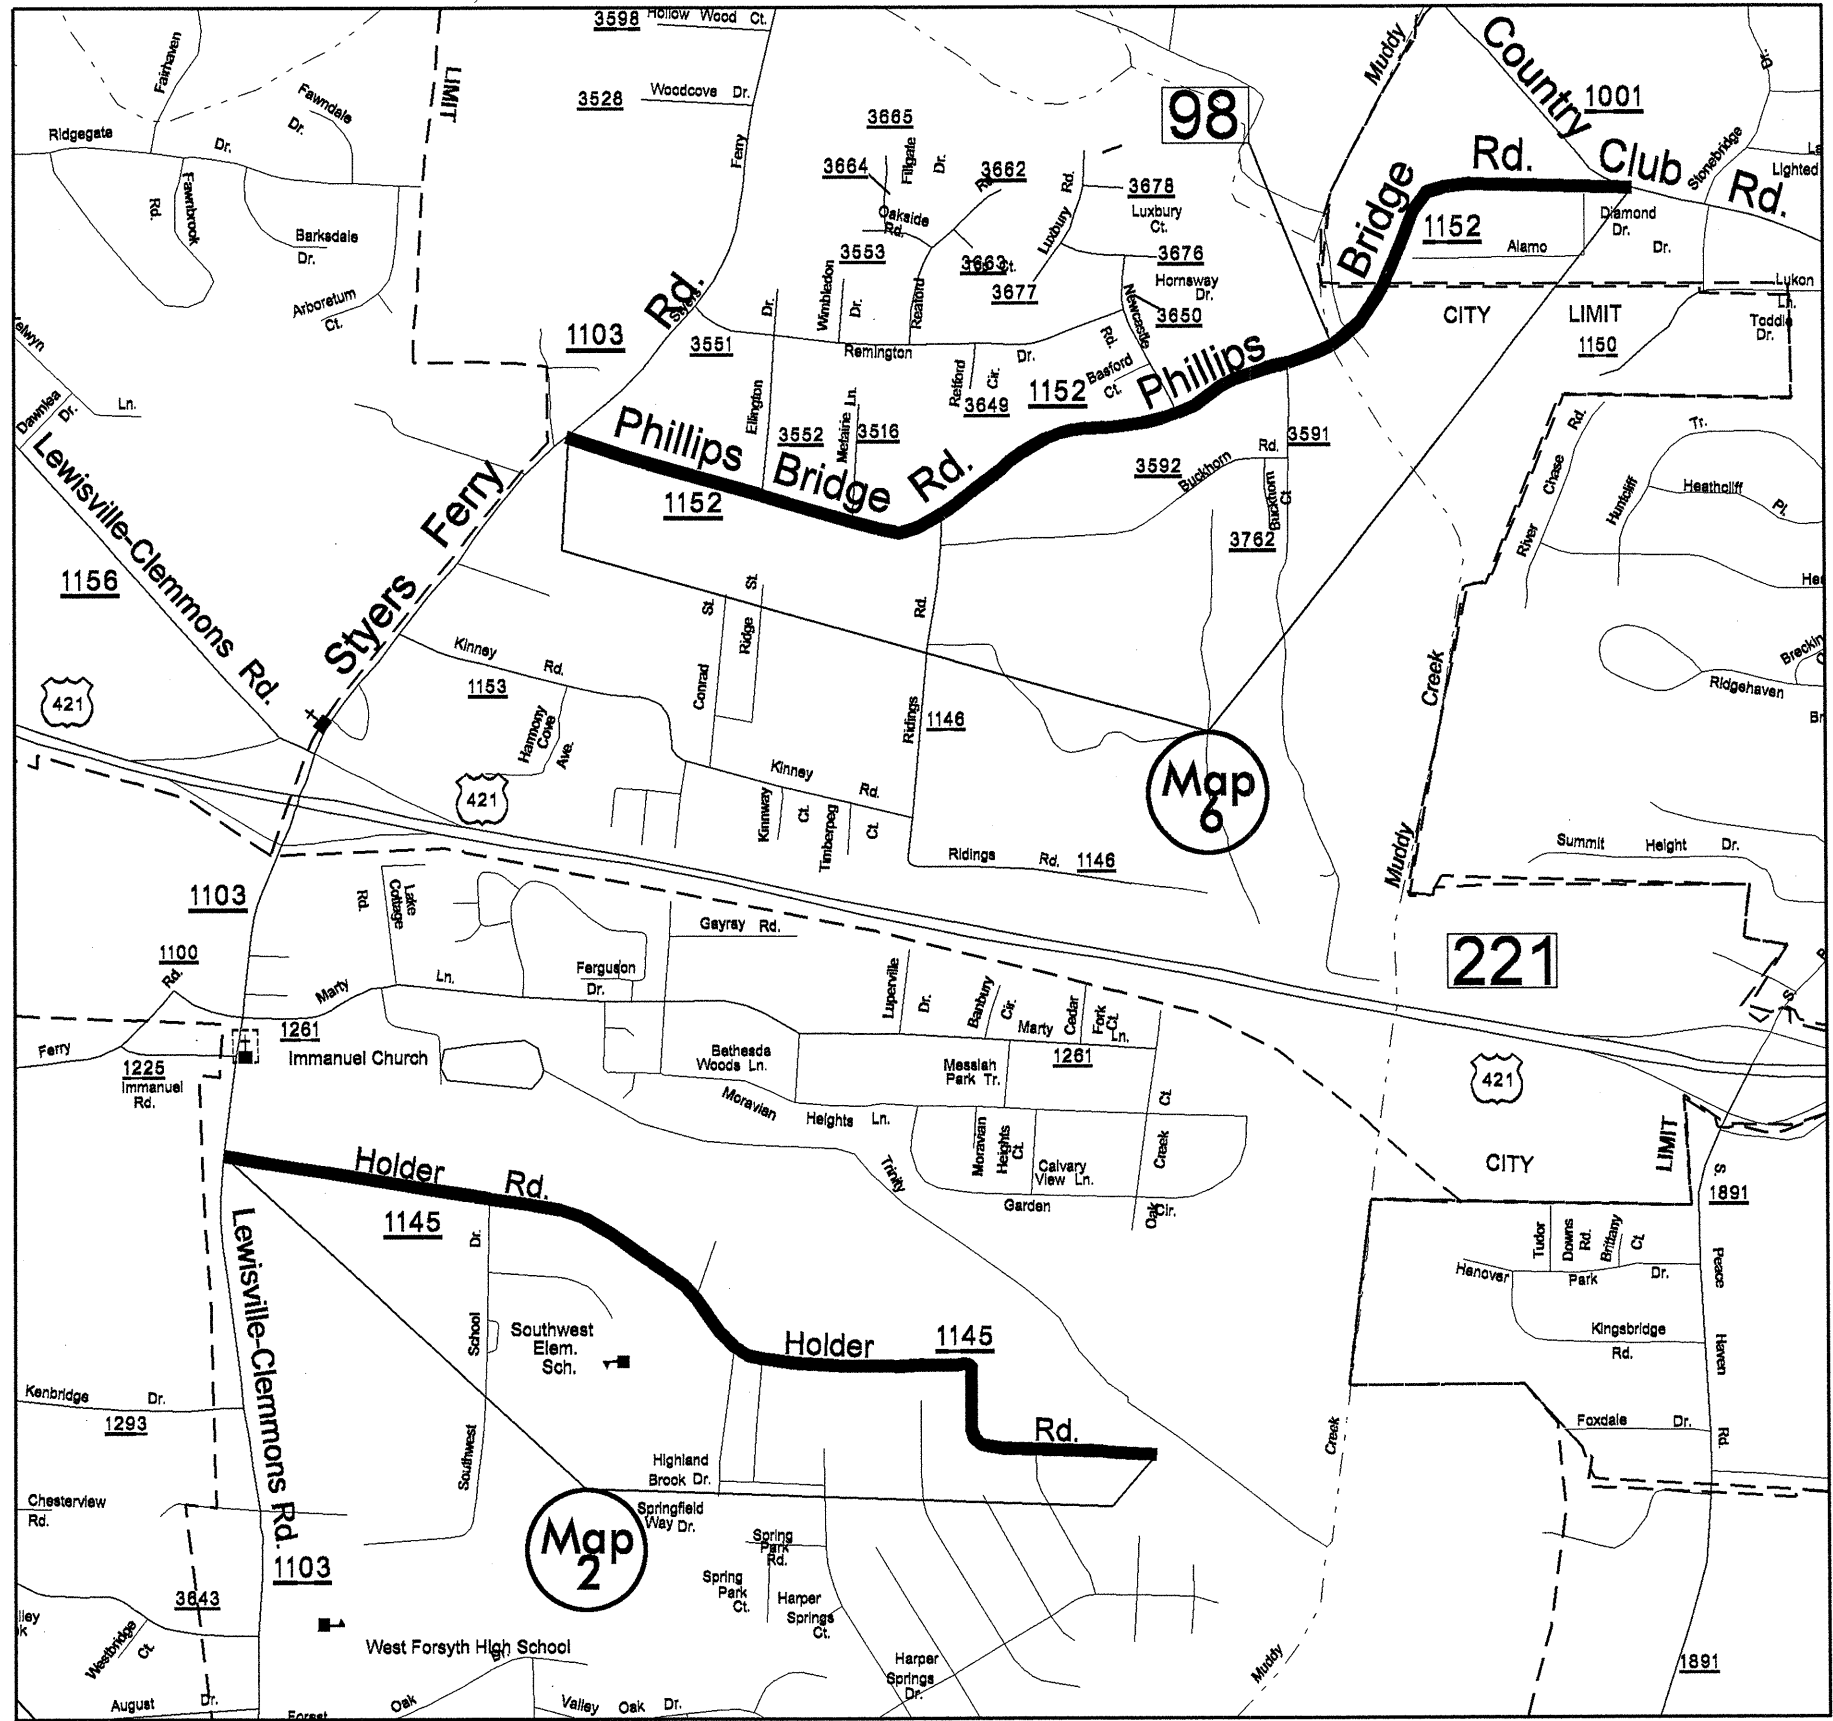 3598 Hollow Wood Ct.
Fairhaven
LIMIT
3528 Woodcove Dr.
Fawndale
Dr.
Ridgegate Dr.
Ferry
3665
3664
Fillgate Dr.
3662
Rd.
98
Muddy
Country Club Rd.
1001
Dr.
Stonebridge
Lighted
Fawnbrook
Rd.
Barksdale
Dr.
Oakside
Rd.
Luxbury Rd.
3678
Luxbury
Ct.
3553
3663
Ct.
3677
3676
Hornsway
Dr.
3650
Newcastle
Rd.
Bridge Rd.
1152
Diamond
Dr.
Alamo Dr.
Arboretum
Ct.
Rd.
Styers
Dr.
Wimbledon
Dr.
Reaford
Lukon
Ln.
Toddle
Dr.
CITY LIMIT
1150
1103
3551
Remington Dr.
Ellington
Retford
Cir.
3649
1152
Basford
Ct.
Phillips
Dawnlea
Dr.
Ln.
Phillips
Bridge
Rd.
3552
Metairie Ln.
3516
1152
3591
3592
Buckhorn Rd.
Buckhorn
Ct.
3762
River Chase Rd.
Huntcliff
Tr.
Heathcliff
Pl.
Lewisville-Clemmons Rd.
1156
Styers Ferry
Kinney Rd.
1153
Harmony
Cove
Ave.
Conrad St.
Ridge St.
Ridings Rd.
1146
Creek
Ridgehaven
421
421
Kinney Rd.
Kinnway
Ct.
Timberpeg
Ct.
Ridings Rd. 1146
Map
6
Muddy
Summit Height Dr.
1103
Lake
Cottage
Rd.
Gayray Rd.
221
1100
Rd.
Marty Ln.
Ferguson
Dr.
Luperville
Dr.
Banbury
Cir.
Cedar
Fork
Ct.
Marty Ln.
1261
S.
Ferry
1225
Immanuel
Rd.
1261
Immanuel Church
Bethesda
Woods Ln.
Messiah
Park Tr.
421
Moravian Heights Ln.
Moravian
Heights
Ct.
Calvary
View Ln.
Ct.
Creek
Oak
Garden Cir.
Trinity
CITY LIMIT
S.
1891
Holder Rd.
1145
Tudor
Downs
Rd.
Brittany
Ct.
Hanover Park Dr.
Peace
Haven
Rd.
Kingsbridge
Rd.
Lewisville-Clemmons Rd.
Dr.
School
Southwest
Southwest
Elem.
Sch.
Holder 1145
Rd.
Kenbridge Dr.
1293
Creek
Foxdale Dr.
Highland
Brook Dr.
Chesterview
Rd.
Springfield
Way Dr.
Map
2
1103
Spring
Park
Rd.
Spring
Park
Ct.
Harper
Springs
Ct.
3643
Westbridge
Ct.
West Forsyth High School
Dr.
Harper
Springs
Dr.
Muddy
1891
August Dr.
Forest
Oak
Valley Oak Dr.